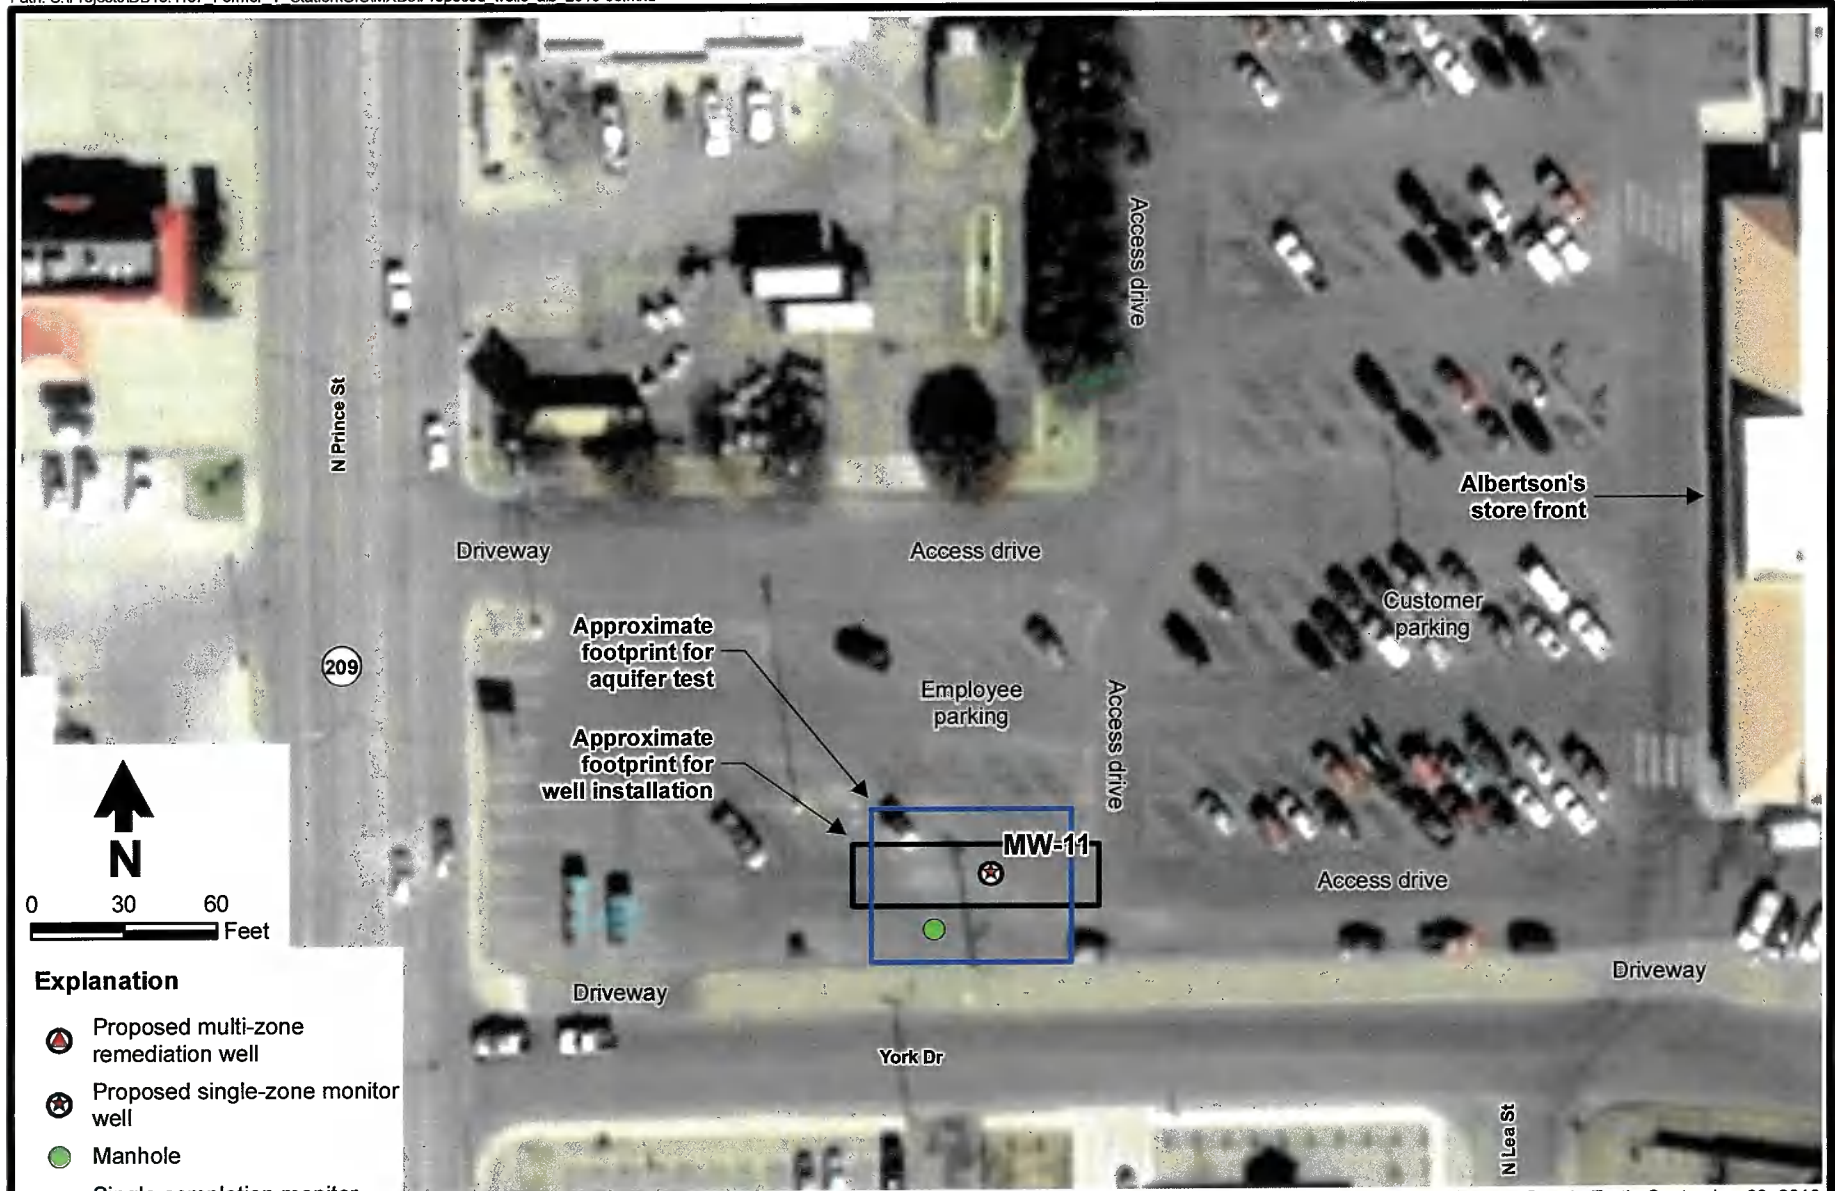 Access drive
N Prince St
Albertson's
store front
Driveway
Access drive
Approximate
footprint for
aquifer test
Customer
parking
209
Employee
parking
Access drive
Approximate
footprint for
well installation
MW-11
N
Access drive
0 30 60
Feet
Driveway
Driveway
Explanation
Proposed multi-zone
remediation well
Proposed single-zone monitor
well
Manhole
York Dr
N Lea St